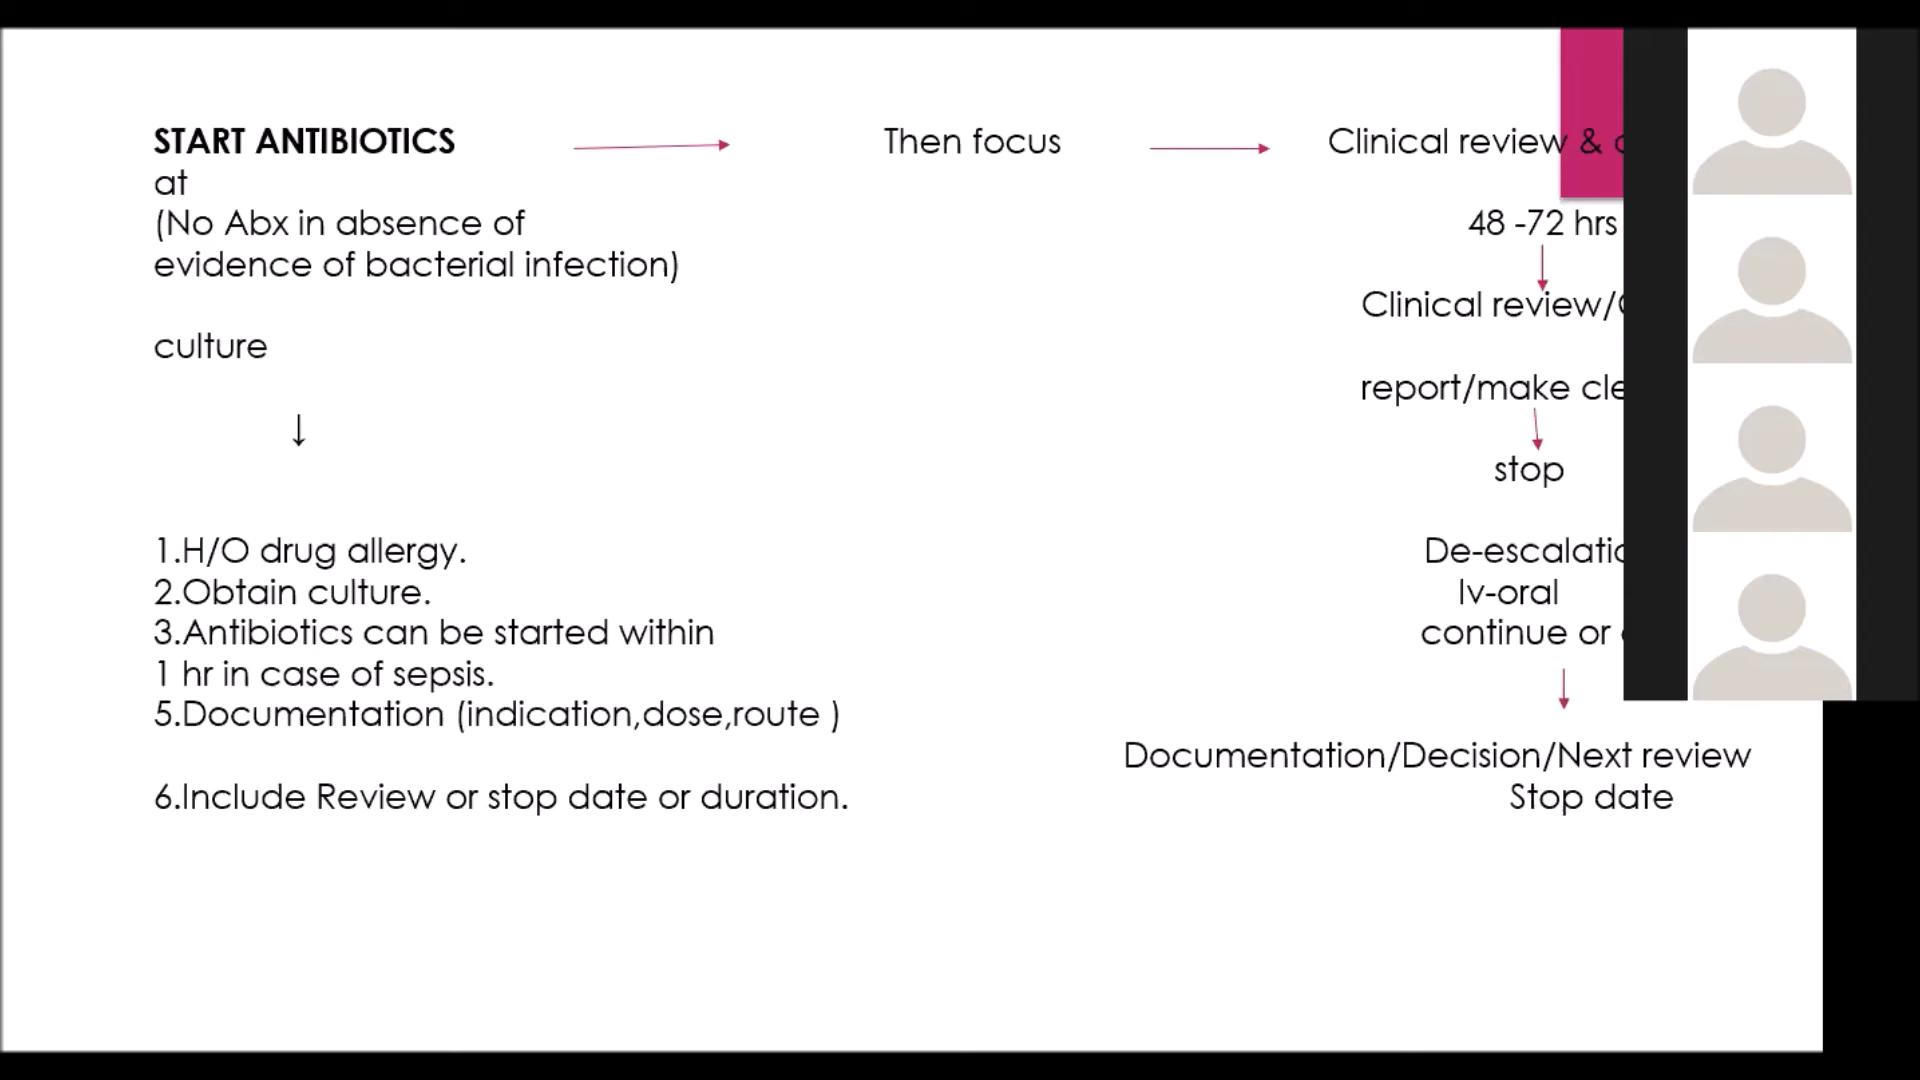 START ANTIBIOTICS → Then focus → Clinical review &
at
(No Abx in absence of 48 -72 hrs
evidence of bacterial infection) ↓
Clinical review/
culture
report/make
↓ ↓
stop
1.H/O drug allergy.
2.Obtain culture. Iv-oral
3.Antibiotics can be started within continue or
1 hr in case of sepsis. ↓
5.Documentation (indication,dose,route )
Documentation/Decision/Next review
6.Include Review or stop date or duration. Stop date